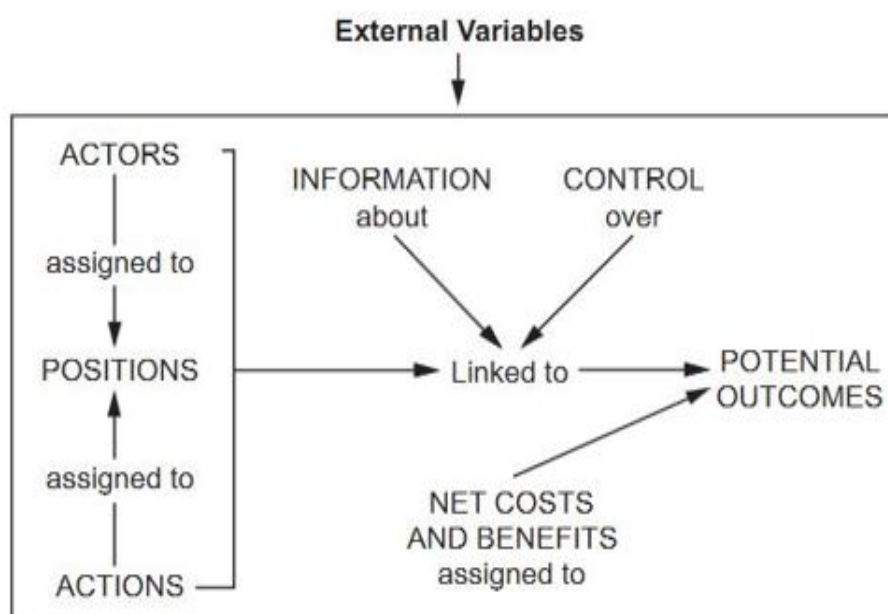 External Variables
ACTORS
assigned to
POSITIONS
assigned to
ACTIONS
INFORMATION
about
CONTROL
over
Linked to
POTENTIAL
OUTCOMES
NET COSTS
AND BENEFITS
assigned to